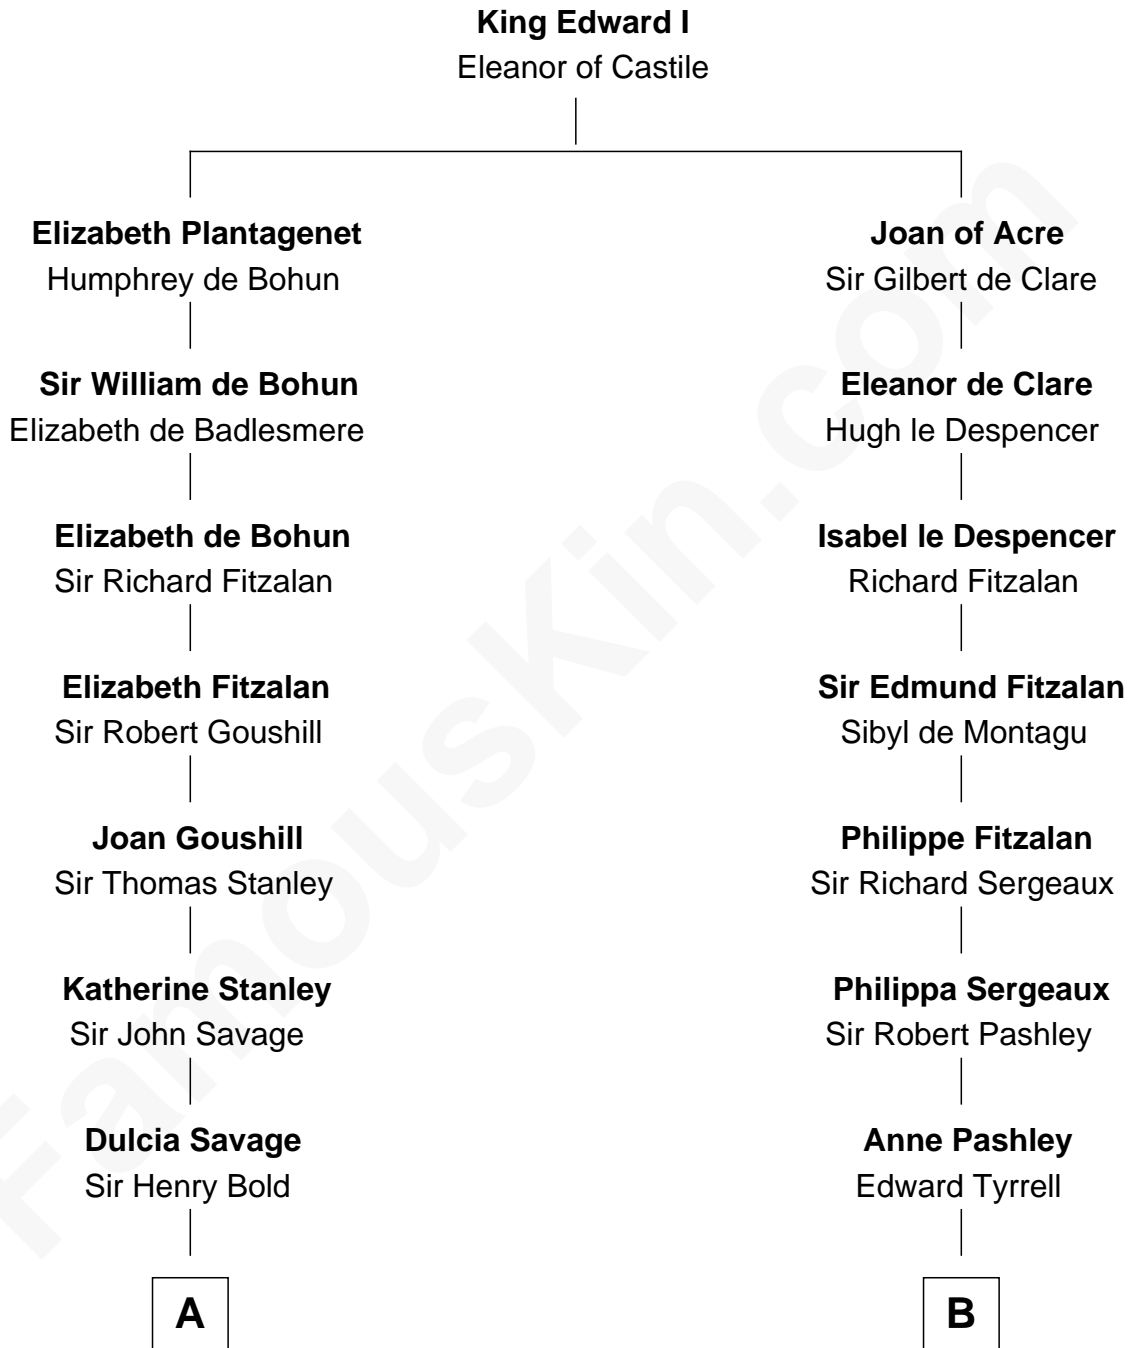 King Edward I
Eleanor of Castile
Elizabeth Plantagenet
Humphrey de Bohun
Joan of Acre
Sir Gilbert de Clare
Sir William de Bohun
Elizabeth de Badlesmere
Eleanor de Clare
Hugh le Despencer
Elizabeth de Bohun
Sir Richard Fitzalan
Isabel le Despencer
Richard Fitzalan
Elizabeth Fitzalan
Sir Robert Goushill
Sir Edmund Fitzalan
Sibyl de Montagu
Joan Goushill
Sir Thomas Stanley
Philippe Fitzalan
Sir Richard Sergeaux
Katherine Stanley
Sir John Savage
Philippa Sergeaux
Sir Robert Pashley
Dulcia Savage
Sir Henry Bold
Anne Pashley
Edward Tyrrell
A
B
FamousKin.com